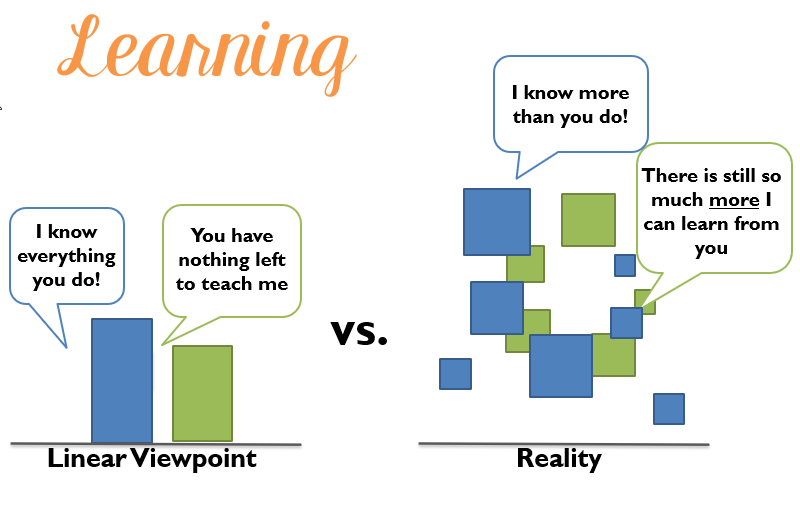 Learning
I know
everything
you do!
You have
nothing left
to teach me
Linear Viewpoint
vs.
I know more
than you do!
There is still so
much more I
can learn from
you
Reality